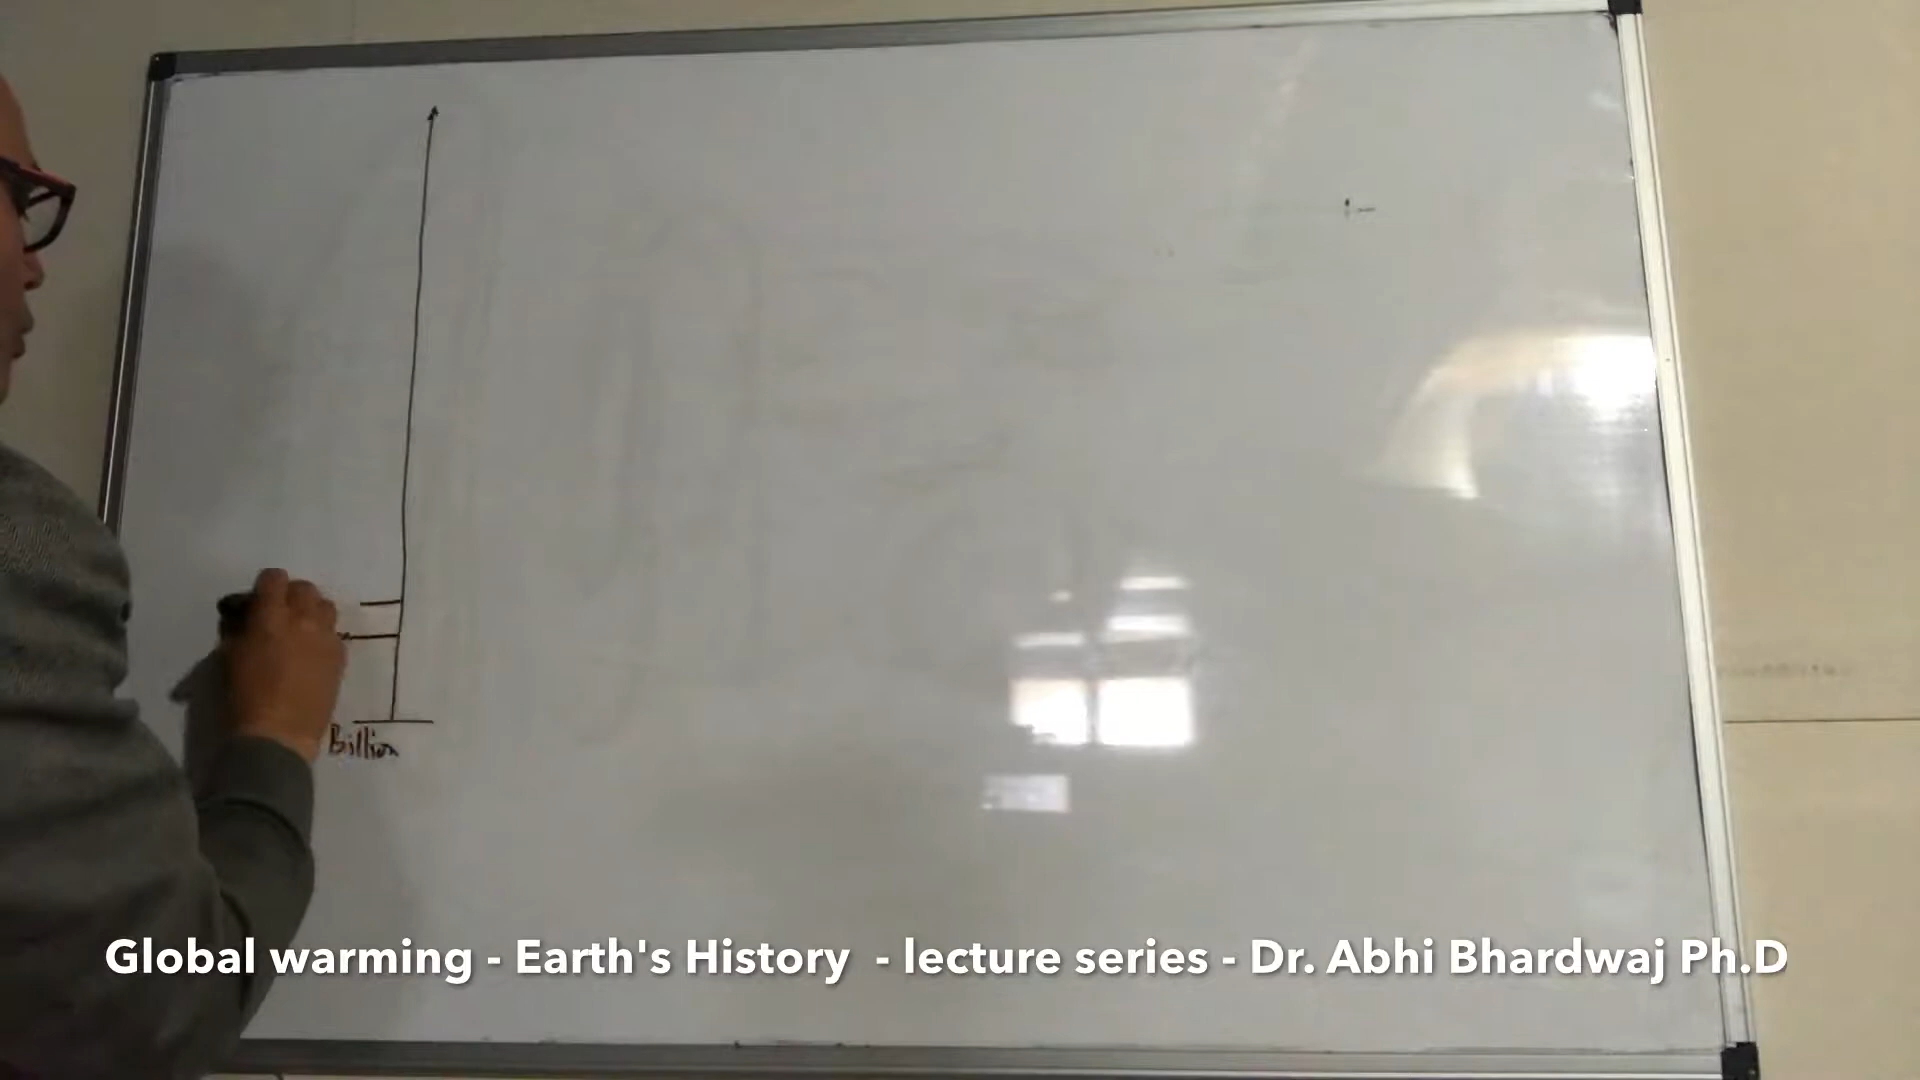 Billion
Global warming - Earth's History - lecture series - Dr. Abhi Bhardwaj Ph.D